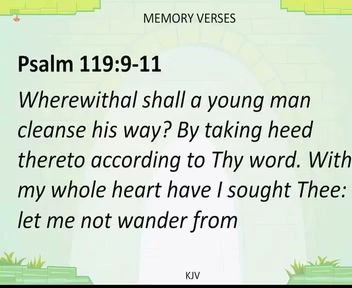 MEMORY VERSES
Psalm 119:9-11
Wherewithal shall a young man
cleanse his way? By taking heed
thereto according to Thy word. With
my whole heart have I sought Thee:
let me not wander from
KJV